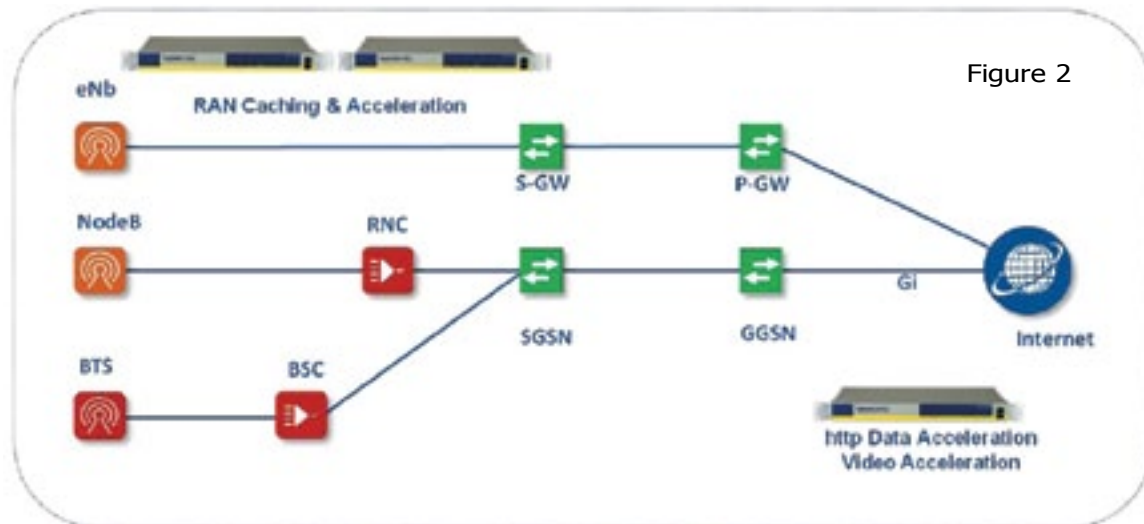 Figure 2
eNb
RAN Caching & Acceleration
S-GW
P-GW
NodeB
RNC
Gi
SGSN
GGSN
Internet
BTS
BSC
http Data Acceleration
Video Acceleration